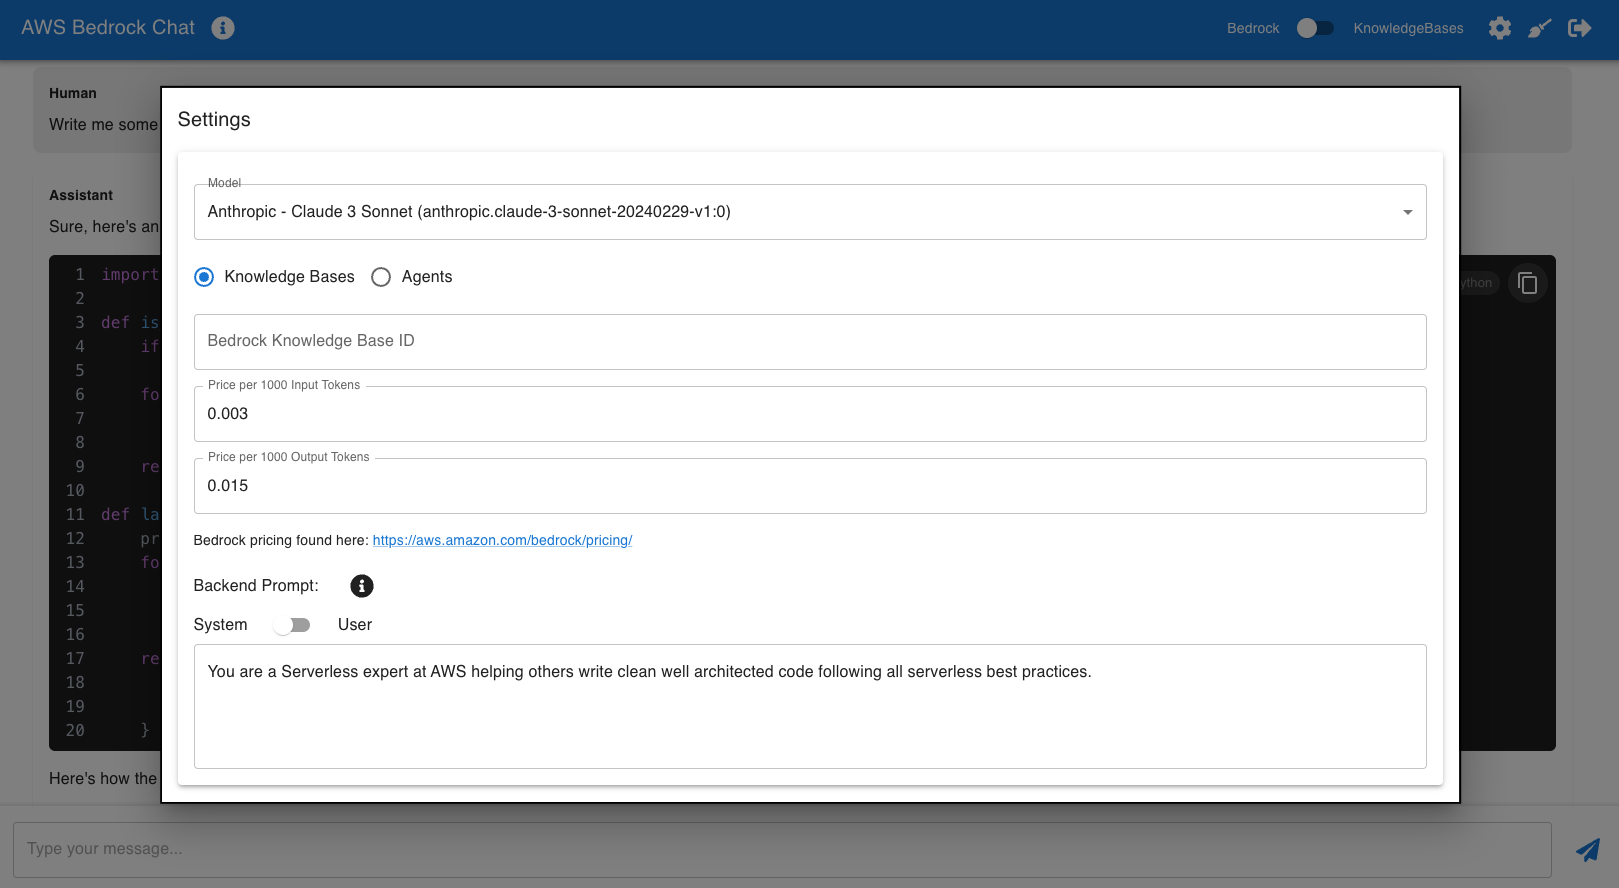 AWS Bedrock Chat
Bedrock KnowledgeBases
Human
Write me some
Assistant
Sure, here's an
Settings
Model
Anthropic - Claude 3 Sonnet (anthropic.claude-3-sonnet-20240229-v1:0)
Knowledge Bases Agents
Bedrock Knowledge Base ID
Price per 1000 Input Tokens
0.003
Price per 1000 Output Tokens
0.015
Bedrock pricing found here: https://aws.amazon.com/bedrock/pricing/
Backend Prompt:
System User
You are a Serverless expert at AWS helping others write clean well architected code following all serverless best practices.
1 import
2
3 def is
4 if
5
6 fo
7
8
9 re
10
11 def la
12 pr
13 fo
14
15
16
17 re
18
19
20 }
ython
Here's how the
Type your message...